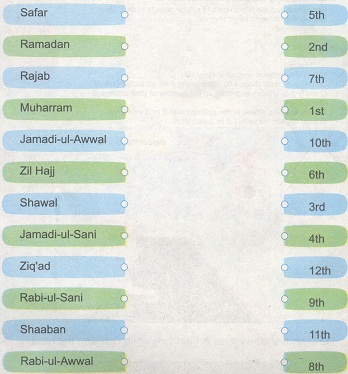 Safar 5th
Ramadan 2nd
Rajab 7th
Muharram 1st
Jamadi-ul-Awwal 10th
Zil Hajj 6th
Shawal 3rd
Jamadi-ul-Sani 4th
Ziq'ad 12th
Rabi-ul-Sani 9th
Shaaban 11th
Rabi-ul-Awwal 8th